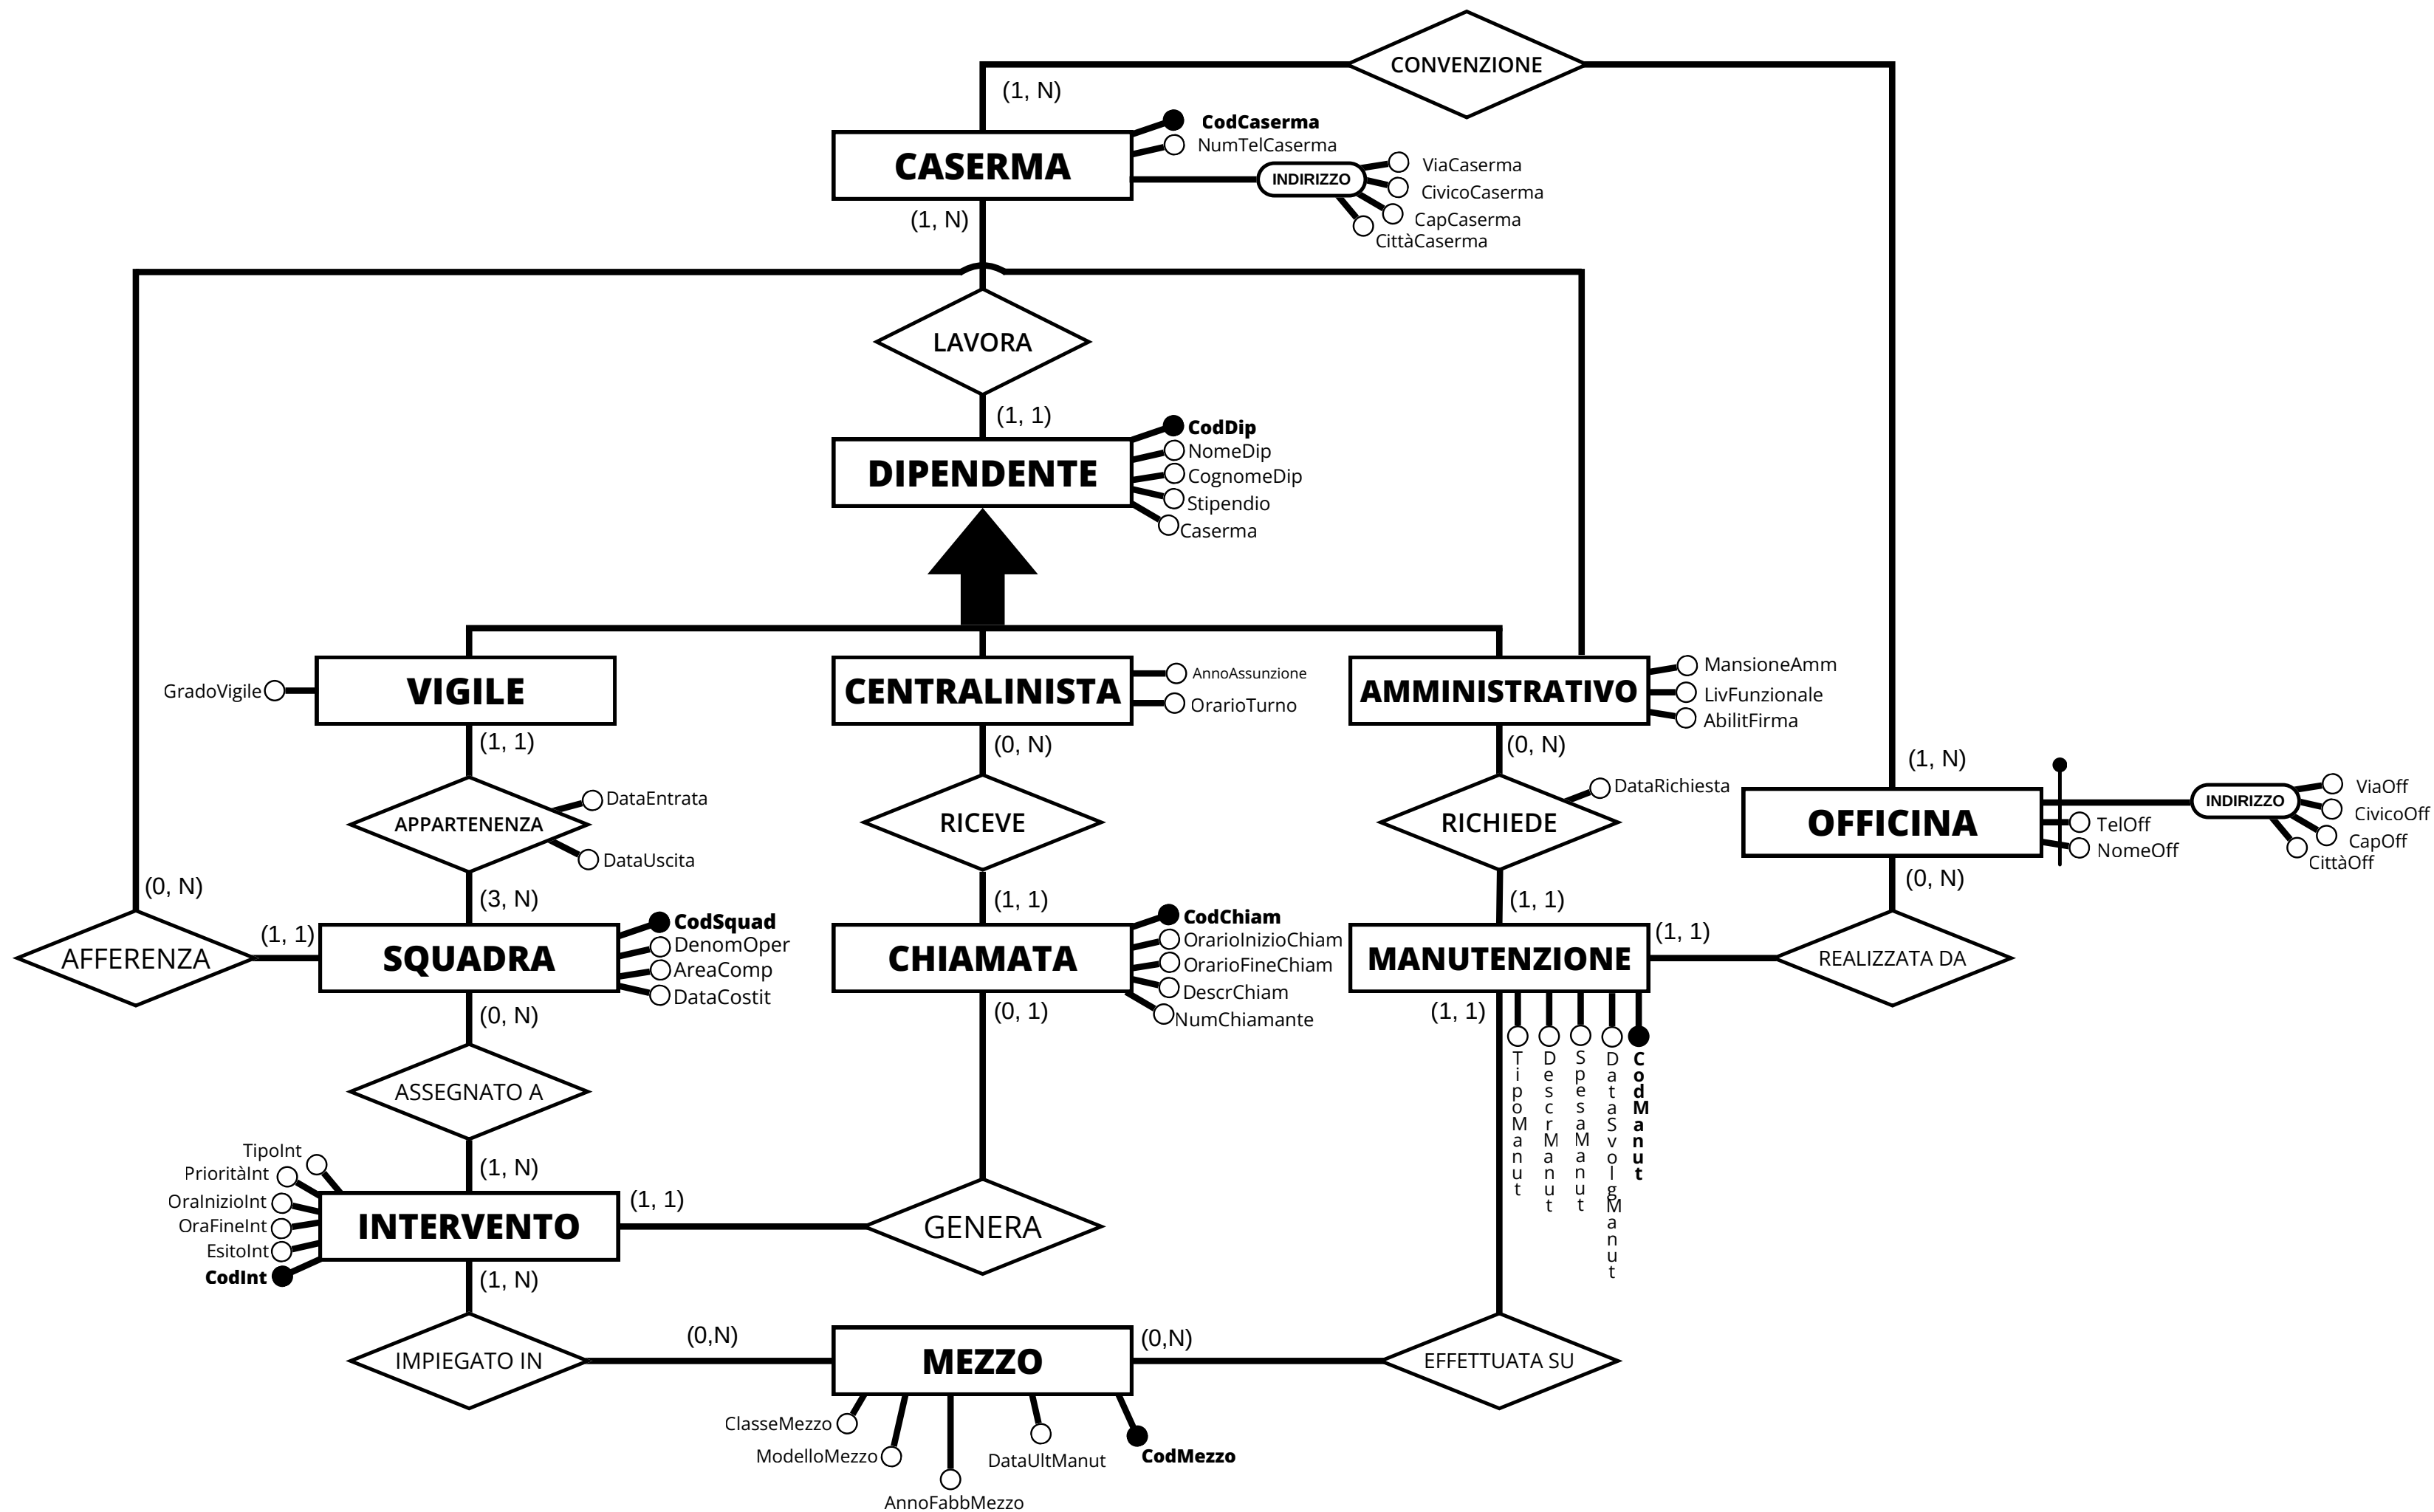 CONVENZIONE
(1, N)
CodCaserma
NumTelCaserma
CASERMA
INDIRIZZO
ViaCaserma
CivicoCaserma
CapCaserma
CittàCaserma
(1, N)
LAVORA
(1, 1)
CodDip
NomeDip
CognomeDip
Stipendio
Caserma
DIPENDENTE
GradoVigile
VIGILE
CENTRALINISTA
AnnoAssunzione
OrarioTurno
AMMINISTRATIVO
MansioneAmm
LivFunzionale
AbilitFirma
(1, 1)
(0, N)
(0, N)
(1, N)
APPARTENENZA
DataEntrata
DataUscita
RICEVE
RICHIEDE
DataRichiesta
OFFICINA
TelOff
NomeOff
INDIRIZZO
ViaOff
CivicoOff
CapOff
CittàOff
(0, N)
(3, N)
(1, 1)
(1, 1)
(0, N)
AFFERENZA
(1, 1)
SQUADRA
CodSquad
DenomOper
AreaComp
DataCostit
CHIAMATA
CodChiam
OrarioInizioChiam
OrarioFineChiam
DescrChiam
NumChiamante
MANUTENZIONE
(1, 1)
REALIZZATA DA
(0, N)
(0, 1)
(1, 1)
TipoManut
DescrManut
SpesaManut
DataSvolgManut
CodManut
ASSEGNATO A
(1, N)
TipoInt
PrioritàInt
OraInizioInt
OraFineInt
EsitoInt
CodInt
INTERVENTO
(1, 1)
GENERA
(1, N)
IMPIEGATO IN
(0,N)
MEZZO
(0,N)
EFFETTUATA SU
ClasseMezzo
ModelloMezzo
AnnoFabbMezzo
DataUltManut
CodMezzo